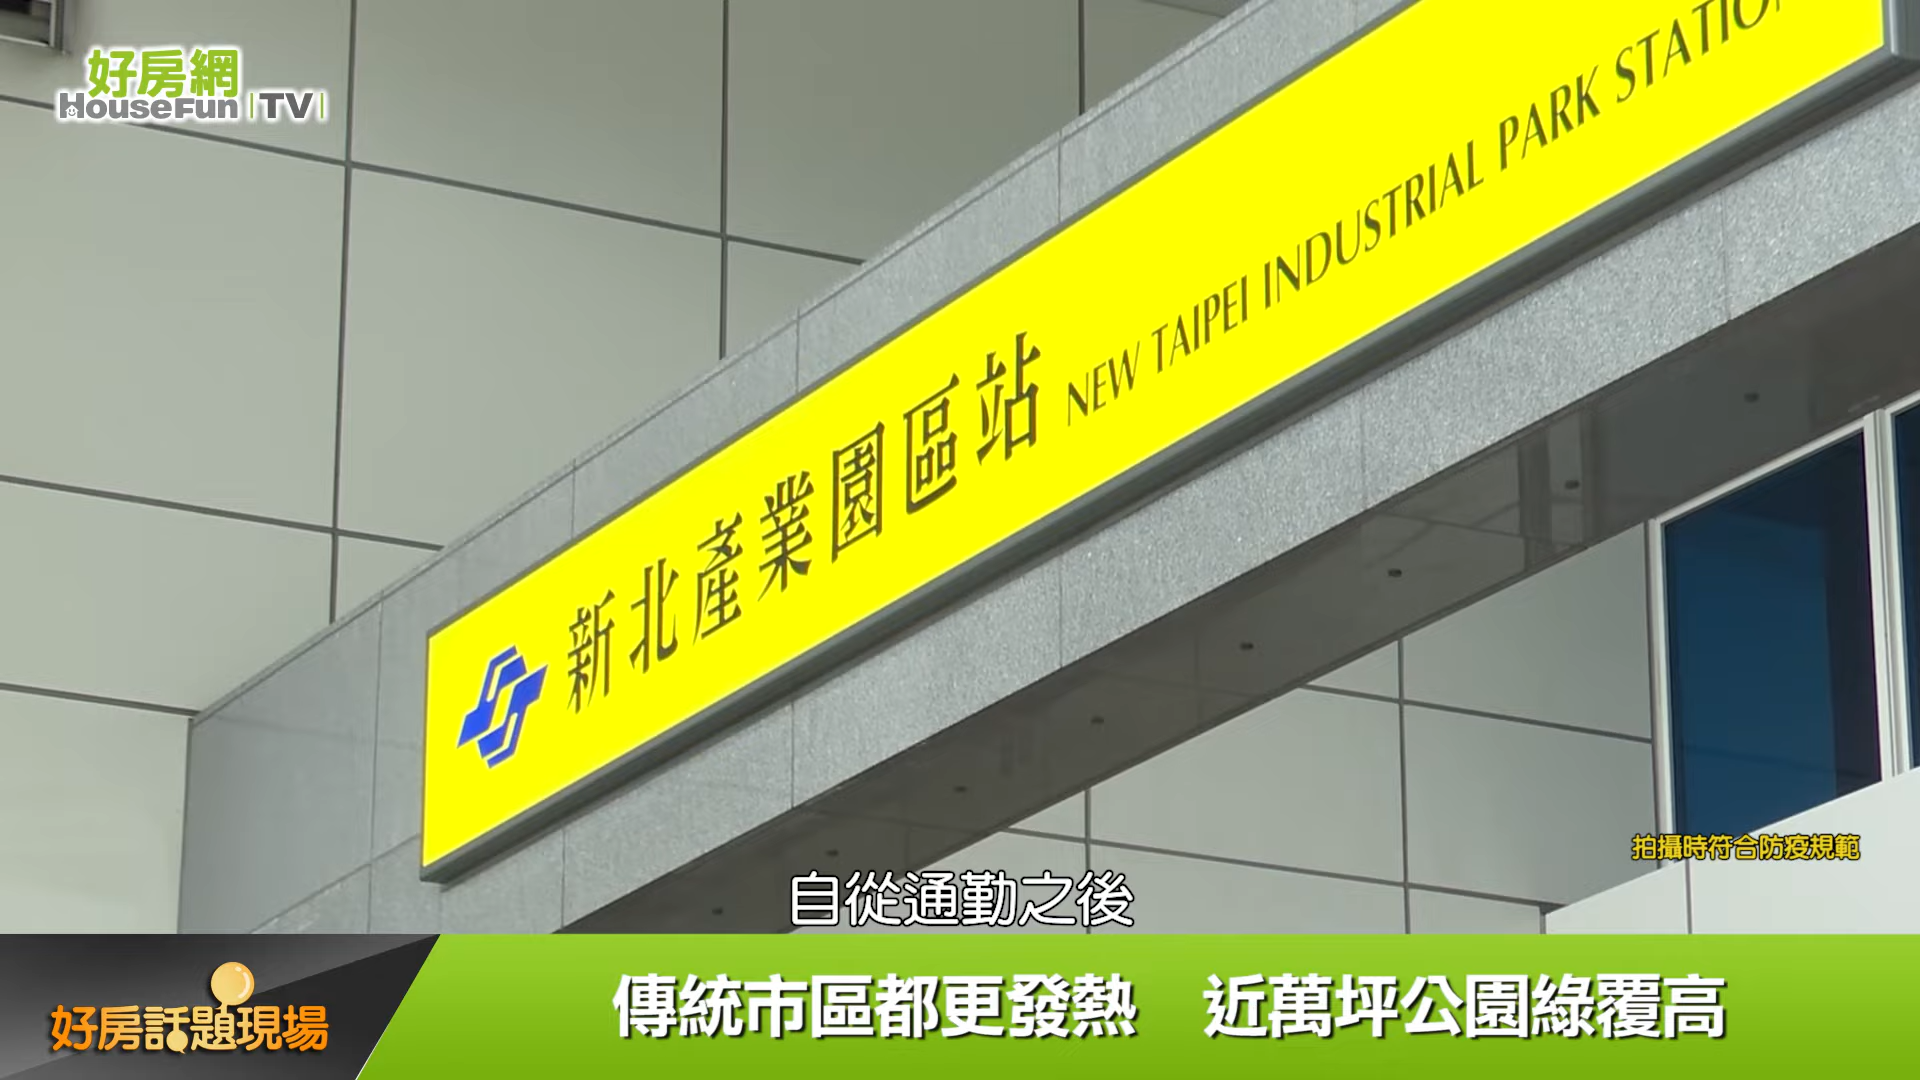 好房網
HouseFun TV
新北產業園區站 NEW TAIPEI INDUSTRIAL PARK STATION
拍攝時符合防疫規範
自從通勤之後
傳統市區都更發熱 近萬坪公園綠覆高
好房話題現場